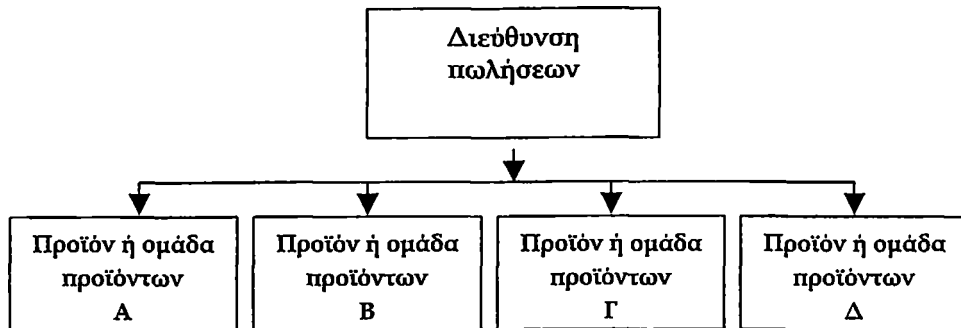 Διεύθυνση
πωλήσεων
Προϊόν ή ομάδα
προϊόντων
Α
Προϊόν ή ομάδα
προϊόντων
Β
Προϊόν ή ομάδα
προϊόντων
Γ
Προϊόν ή ομάδα
προϊόντων
Δ